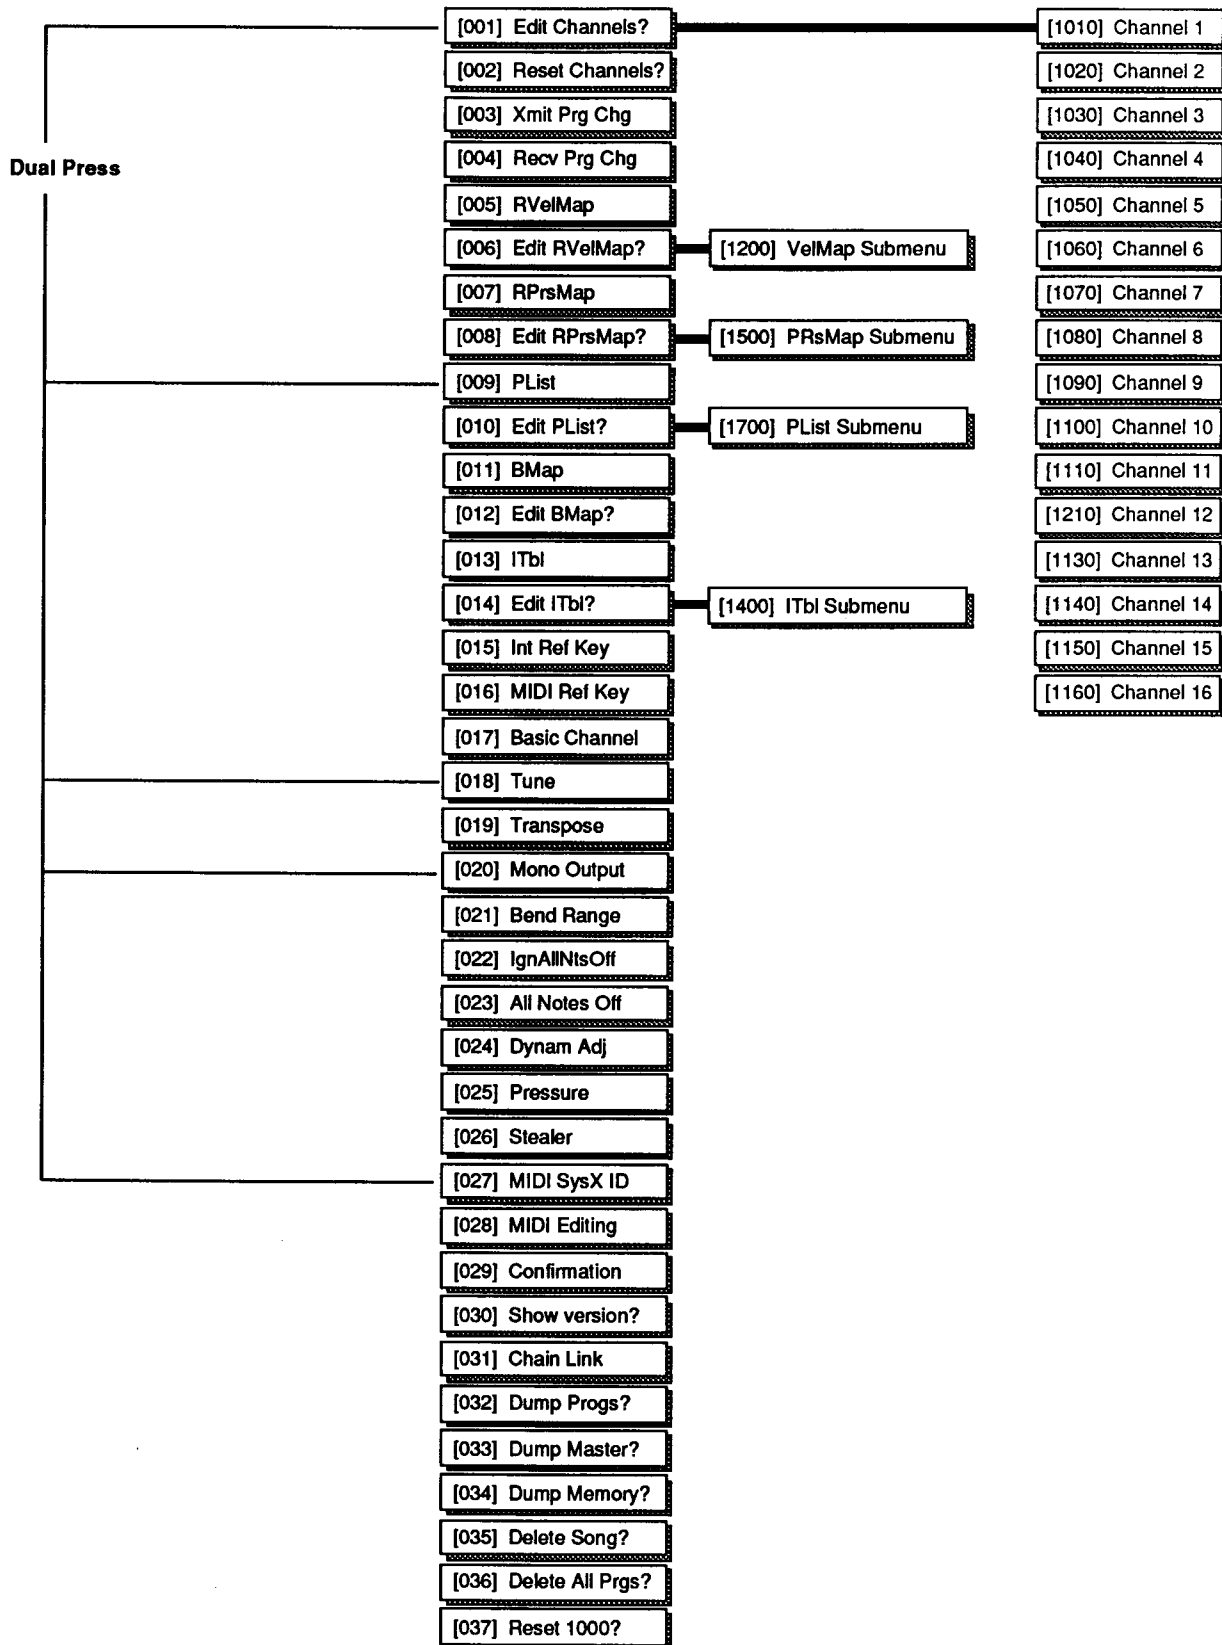 [001] Edit Channels?
[1010] Channel 1
[002] Reset Channels?
[1020] Channel 2
[003] Xmit Prg Chg
[1030] Channel 3
[004] Recv Prg Chg
[1040] Channel 4
Dual Press
[005] RVelMap
[1050] Channel 5
[006] Edit RVelMap?
[1200] VelMap Submenu
[1060] Channel 6
[007] RPrsMap
[1070] Channel 7
[008] Edit RPrsMap?
[1500] PRsMap Submenu
[1080] Channel 8
[009] PList
[1090] Channel 9
[010] Edit PList?
[1700] PList Submenu
[1100] Channel 10
[011] BMap
[1110] Channel 11
[012] Edit BMap?
[1210] Channel 12
[013] ITbl
[1130] Channel 13
[014] Edit ITbl?
[1400] ITbl Submenu
[1140] Channel 14
[015] Int Ref Key
[1150] Channel 15
[016] MIDI Ref Key
[1160] Channel 16
[017] Basic Channel
[018] Tune
[019] Transpose
[020] Mono Output
[021] Bend Range
[022] IgnAllNtsOff
[023] All Notes Off
[024] Dynam Adj
[025] Pressure
[026] Stealer
[027] MIDI SysX ID
[028] MIDI Editing
[029] Confirmation
[030] Show version?
[031] Chain Link
[032] Dump Progs?
[033] Dump Master?
[034] Dump Memory?
[035] Delete Song?
[036] Delete All Prgs?
[037] Reset 1000?